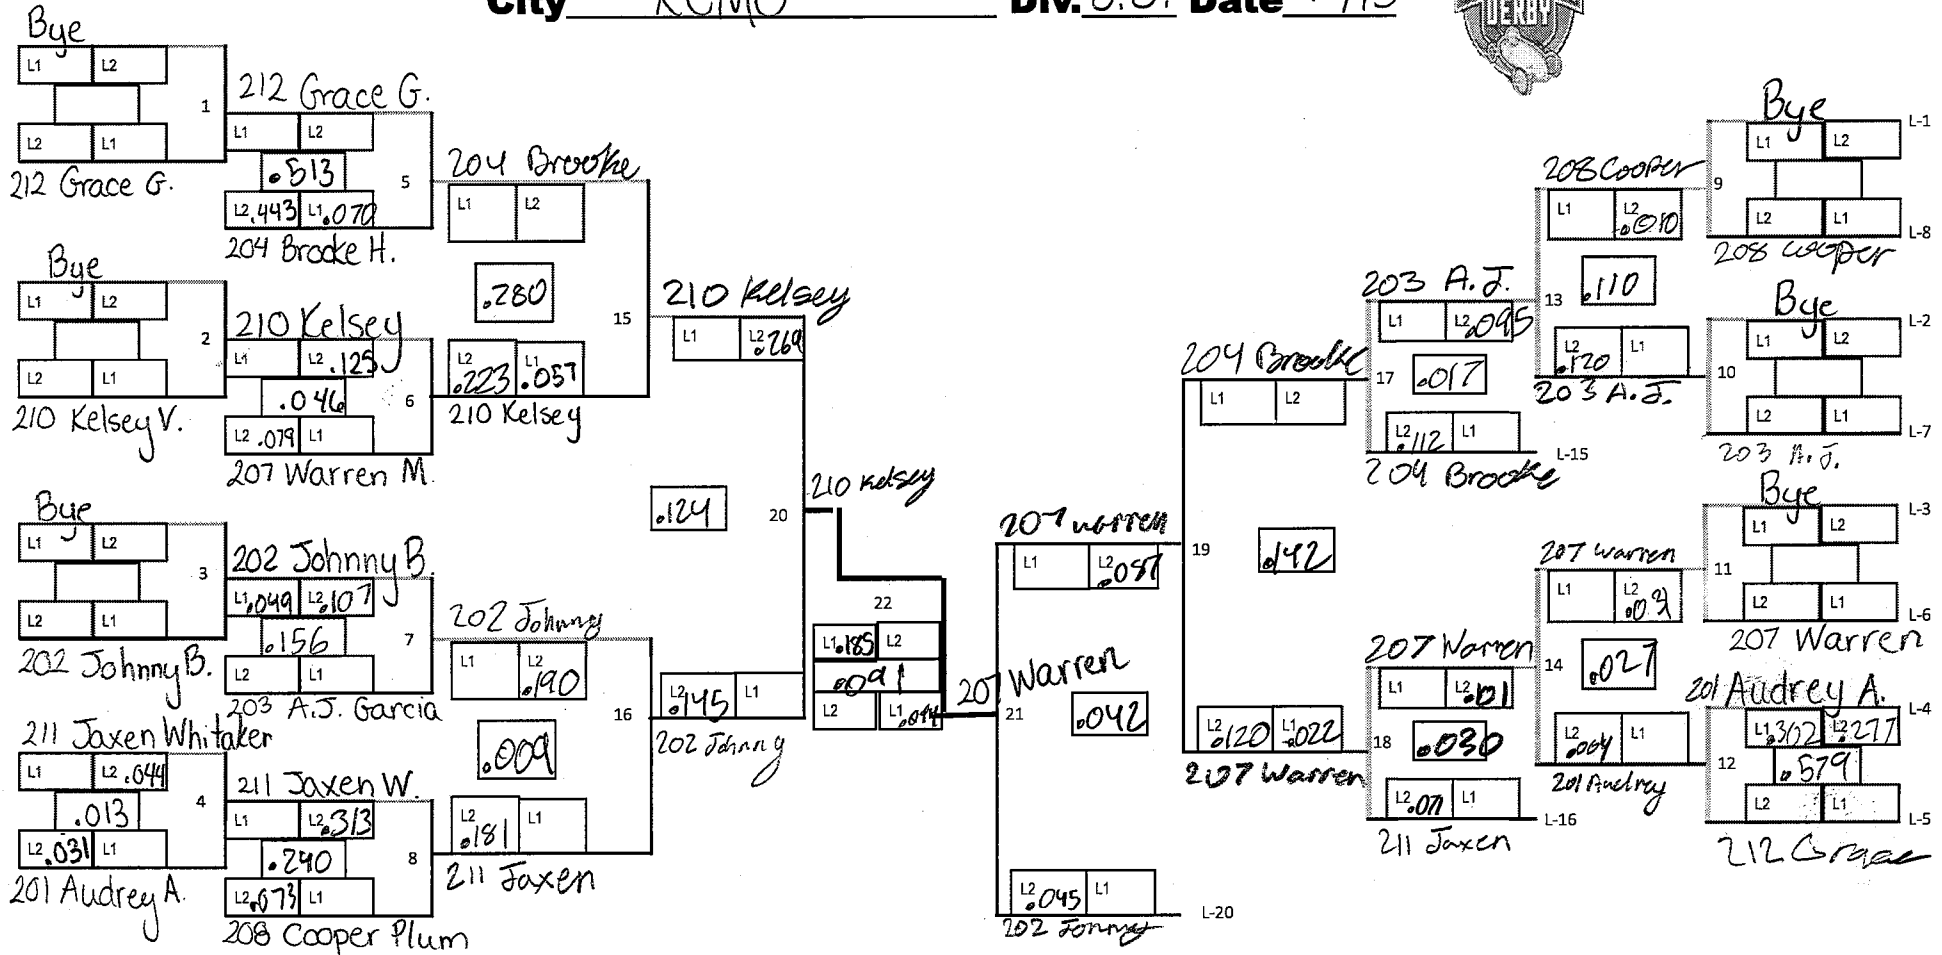 City KCMO Div. Date
DERBY
Bye
L1 L2
1
L2 L1
212 Grace G.
212 Grace G.
L1 L2
.513
5
L2 .443 L1 .070
204 Brooke H.
Bye
L1 L2
2
L2 L1
210 Kelsey V.
210 Kelsey
L1 L2 .125
.046
6
L2 .079 L1
207 Warren M.
Bye
L1 L2
3
L2 L1
202 Johnny B.
202 Johnny B.
L1 .049 L2 .107
.156
7
L2 L1
203 A.J. Garcia
211 Jaxen Whitaker
L1 L2 .044
.013
4
L2 .031 L1
201 Audrey A.
211 Jaxen W.
L1 L2 .313
.240
8
L2 .073 L1
208 Cooper Plum
204 Brooke
L1 L2
.280
15
L2 .223 L1 .057
210 Kelsey
202 Johnny
L1 L2 .190
.009
16
L2 .181 L1
211 Jaxen
210 Kelsey
L1 L2 .269
.124
20
L2 .145 L1
202 Johnny
210 Kelsey
22
L1 .185 L2
.091
L2 L1 .094
207 Warren
207 Warren
L1 L2 .087
.042
21
L2 .045 L1
202 Jonny
L-20
204 Brooke
L1 L2
19
.142
L2 .120 L1 .022
207 Warren
203 A.J.
L1 L2 .095
17
.017
L2 .112 L1
204 Brooke
L-15
207 Warren
L1 L2 .01
18
.030
L2 .071 L1
211 Jaxen
L-16
208 Cooper
L1 L2 .010
13
.110
L2 .120 L1
203 A.J.
207 Warren
L1 L2
14
.027
L2 .004 L1
201 Audrey
Bye
L-1
L1 L2
9
L2 L1
L-8
208 Cooper
Bye
L-2
L1 L2
10
L2 L1
L-7
203 A.J.
Bye
L-3
L1 L2
11
L2 L1
L-6
207 Warren
201 Audrey A.
L-4
L1 .302 L2 .277
12
.579
L2 L1
L-5
212 Grace